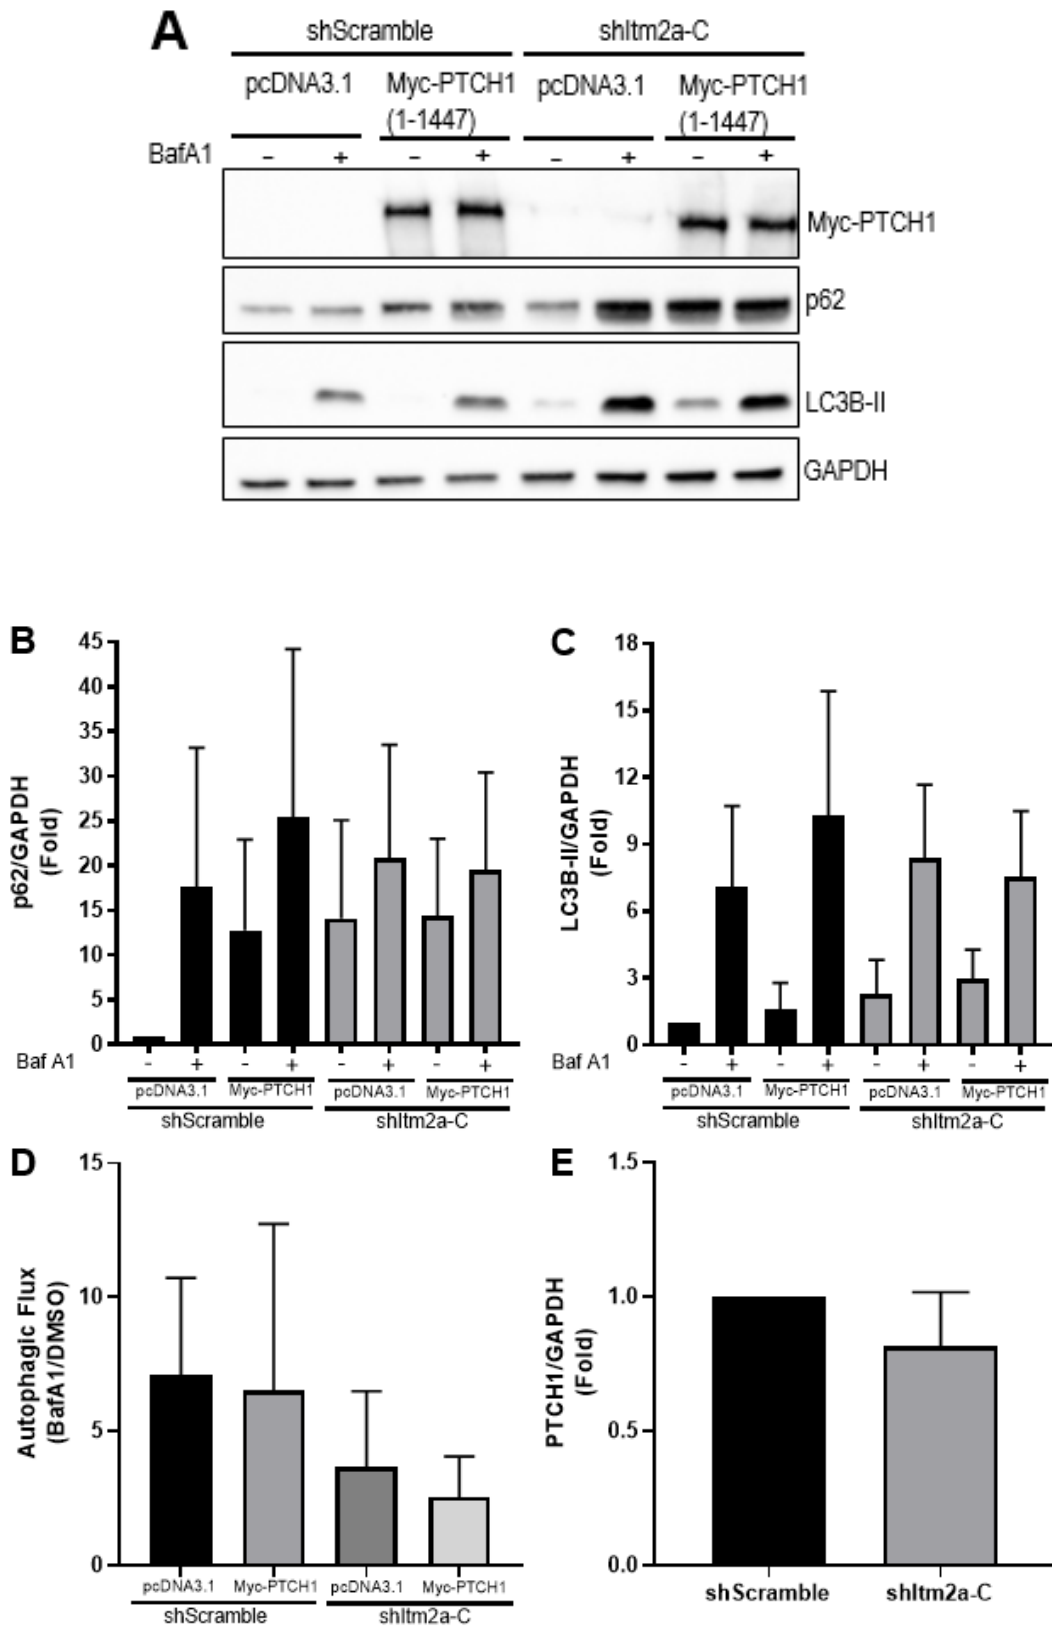 A
shScramble shItm2a-C
pcDNA3.1 Myc-PTCH1 (1-1447) pcDNA3.1 Myc-PTCH1 (1-1447)
BafA1 - + - + - + - +
Myc-PTCH1
p62
LC3B-II
GAPDH
B
p62/GAPDH
(Fold)
45
40
35
30
25
20
15
10
5
0
Baf A1 - + - + - + - +
pcDNA3.1 Myc-PTCH1 pcDNA3.1 Myc-PTCH1
shScramble shItm2a-C
C
LC3B-II/GAPDH
(Fold)
18
15
12
9
6
3
0
Baf A1 - + - + - + - +
pcDNA3.1 Myc-PTCH1 pcDNA3.1 Myc-PTCH1
shScramble shItm2a-C
D
Autophagic Flux
(BafA1/DMSO)
15
10
5
0
pcDNA3.1 Myc-PTCH1 pcDNA3.1 Myc-PTCH1
shScramble shItm2a-C
E
PTCH1/GAPDH
(Fold)
1.5
1.0
0.5
0.0
shScramble shItm2a-C